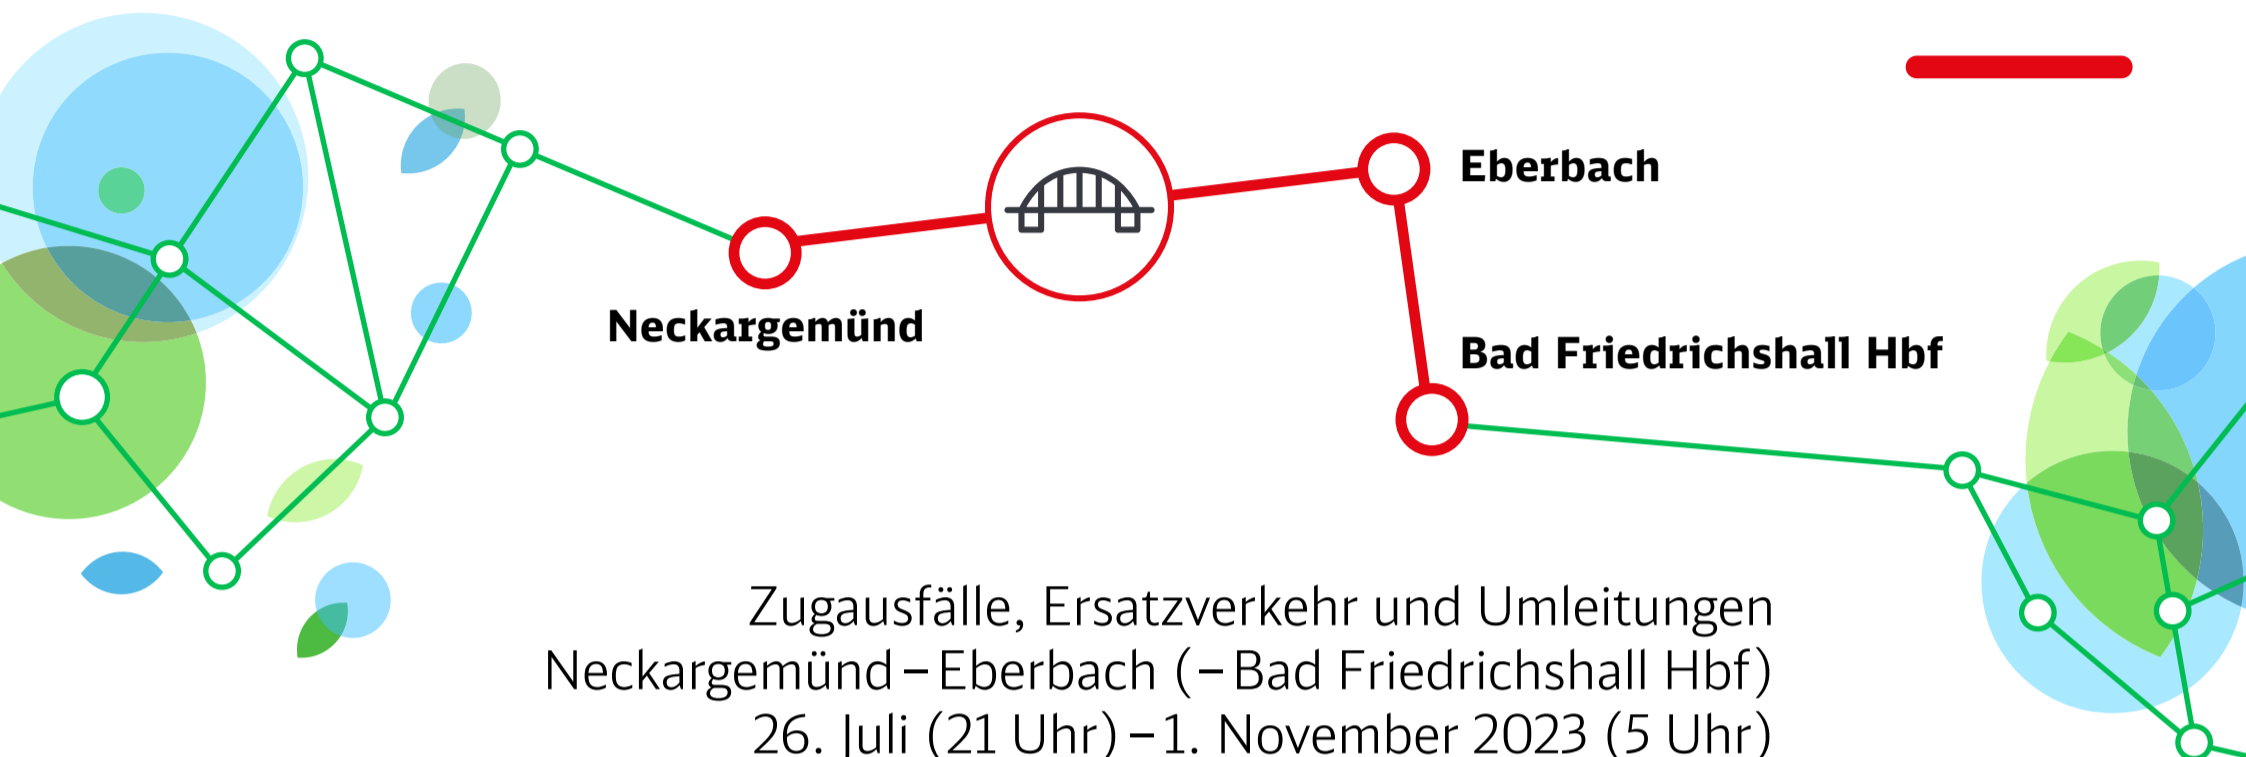 Eberbach
Neckargemünd
Bad Friedrichshall Hbf
Zugausfälle, Ersatzverkehr und Umleitungen
Neckargemünd – Eberbach (– Bad Friedrichshall Hbf)
26. Juli (21 Uhr) – 1. November 2023 (5 Uhr)